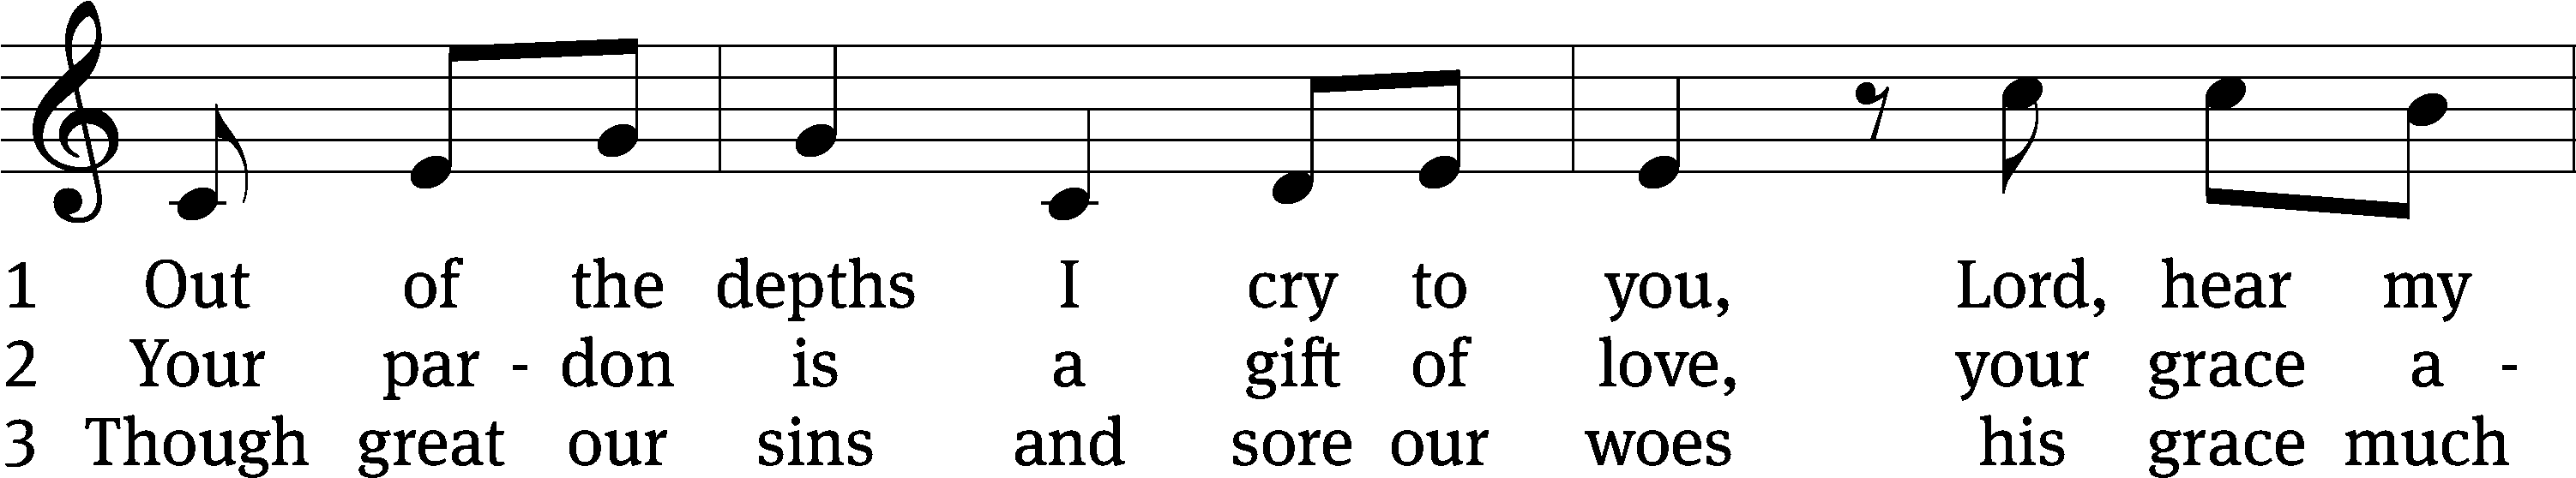 1 Out of the depths I cry to you, Lord, hear my
2 Your par - don is a gift of love, your grace a -
3 Though great our sins and sore our woes his grace much